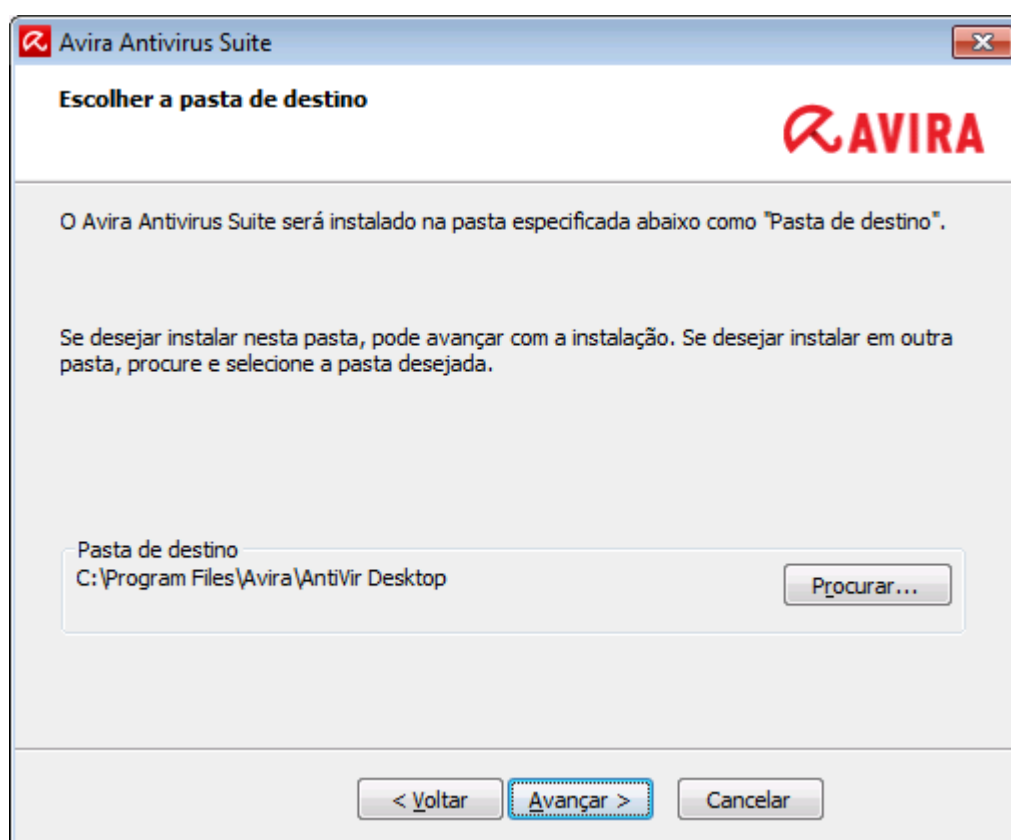 Avira Antivirus Suite
Escolher a pasta de destino
AVIRA
O Avira Antivirus Suite será instalado na pasta especificada abaixo como "Pasta de destino".
Se desejar instalar nesta pasta, pode avançar com a instalação. Se desejar instalar em outra
pasta, procure e selecione a pasta desejada.
Pasta de destino
C:\Program Files\Avira\AntiVir Desktop
Procurar...
< Voltar
Avançar >
Cancelar